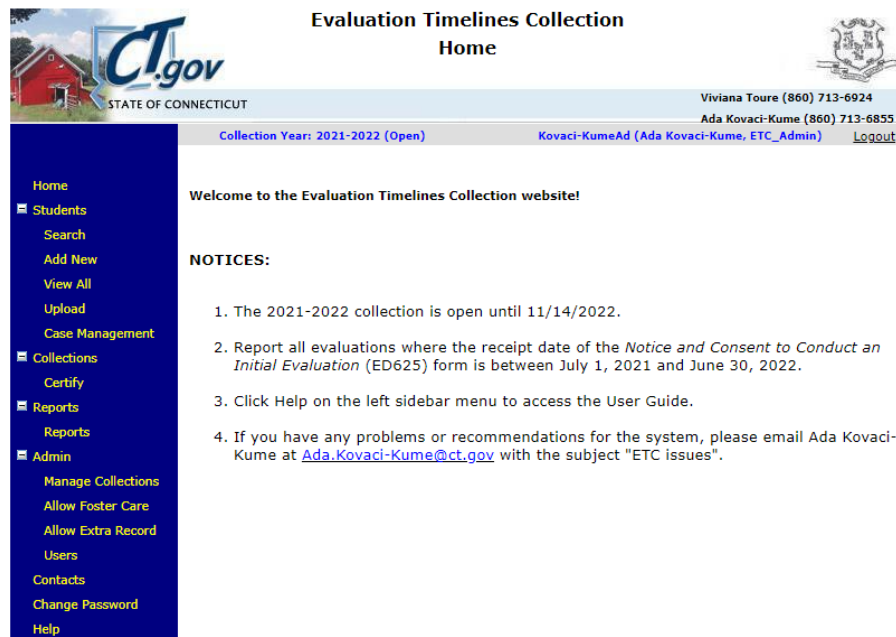 Evaluation Timelines Collection
Home
CT.gov
STATE OF CONNECTICUT
Viviana Toure (860) 713-6924
Ada Kovaci-Kume (860) 713-6855
Collection Year: 2021-2022 (Open) Kovaci-KumeAd (Ada Kovaci-Kume, ETC_Admin) Logout
Home
Students
Search
Add New
View All
Upload
Case Management
Collections
Certify
Reports
Reports
Admin
Manage Collections
Allow Foster Care
Allow Extra Record
Users
Contacts
Change Password
Help
Welcome to the Evaluation Timelines Collection website!
NOTICES:
1. The 2021-2022 collection is open until 11/14/2022.
2. Report all evaluations where the receipt date of the Notice and Consent to Conduct an
Initial Evaluation (ED625) form is between July 1, 2021 and June 30, 2022.
3. Click Help on the left sidebar menu to access the User Guide.
4. If you have any problems or recommendations for the system, please email Ada Kovaci-
Kume at Ada.Kovaci-Kume@ct.gov with the subject "ETC issues".